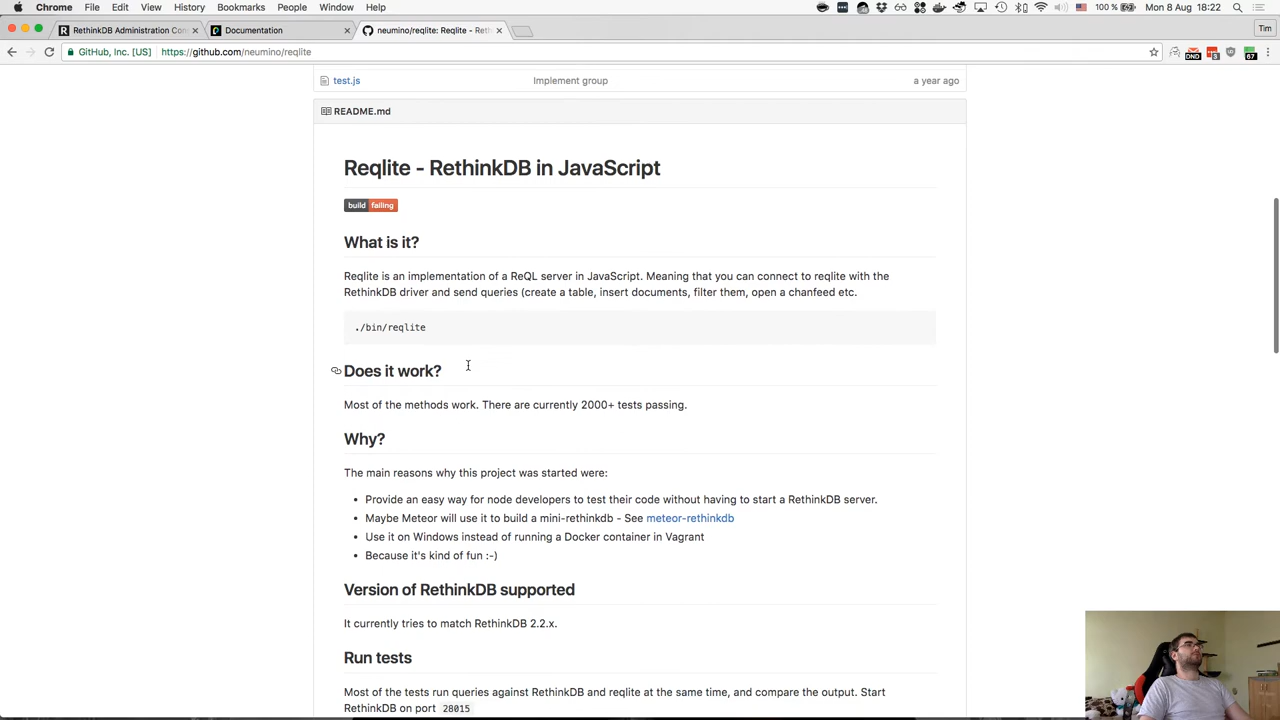 Chrome File Edit View History Bookmarks People Window Help 100 % Mon 8 Aug 18:22
RethinkDB Administration Con Documentation neumino/reqlite: Reqlite - Reth Tim
GitHub, Inc. [US] https://github.com/neumino/reqlite DND 3 67
test.js Implement group a year ago
README.md
Reqlite - RethinkDB in JavaScript
build failing
What is it?
Reqlite is an implementation of a ReQL server in JavaScript. Meaning that you can connect to reqlite with the
RethinkDB driver and send queries (create a table, insert documents, filter them, open a chanfeed etc.
./bin/reqlite
Does it work?
Most of the methods work. There are currently 2000+ tests passing.
Why?
The main reasons why this project was started were:
• Provide an easy way for node developers to test their code without having to start a RethinkDB server.
• Maybe Meteor will use it to build a mini-rethinkdb - See meteor-rethinkdb
• Use it on Windows instead of running a Docker container in Vagrant
• Because it's kind of fun :-)
Version of RethinkDB supported
It currently tries to match RethinkDB 2.2.x.
Run tests
Most of the tests run queries against RethinkDB and reqlite at the same time, and compare the output. Start
RethinkDB on port 28015